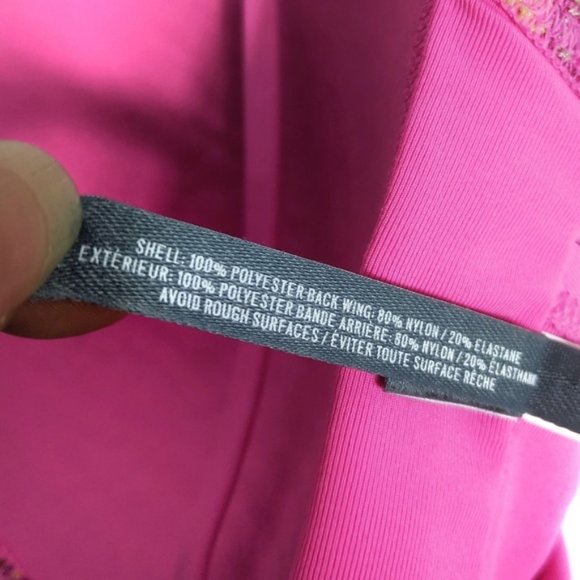 SHELL: 100% POLYESTER BACK WING: 80% NYLON / 20% ELASTANE
EXTÉRIEUR: 100% POLYESTER BANDE ARRIÈRE: 80% NYLON / 20% ÉLASTHANN
AVOID ROUGH SURFACES / ÉVITER TOUTE SURFACE RÊCHE